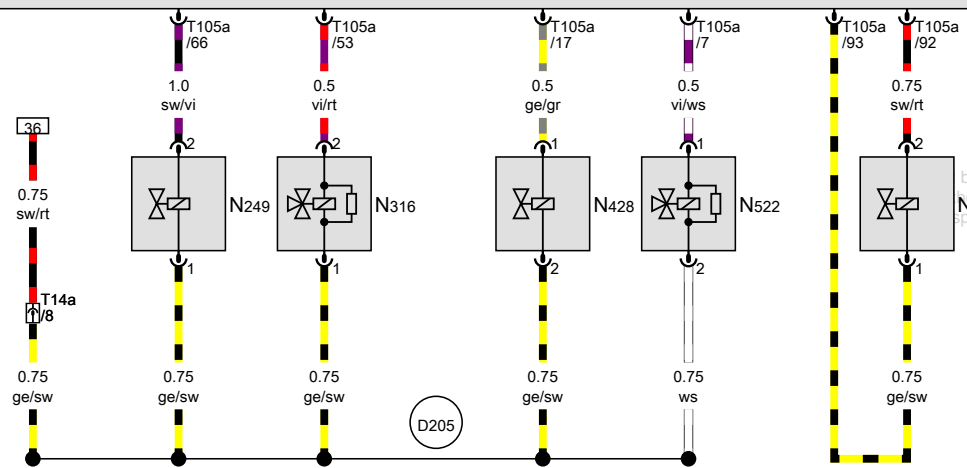 T105a
/66
T105a
/53
T105a
/17
T105a
/7
T105a
/93
T105a
/92
1.0
sw/vi
0.5
vi/rt
0.5
ge/gr
0.5
vi/ws
0.75
sw/rt
36
2
2
1
1
2
0.75
sw/rt
N249
N316
N428
N522
N
1
1
2
2
1
T14a
/8
0.75
ge/sw
0.75
ge/sw
0.75
ge/sw
0.75
ge/sw
0.75
ws
0.75
ge/sw
D205